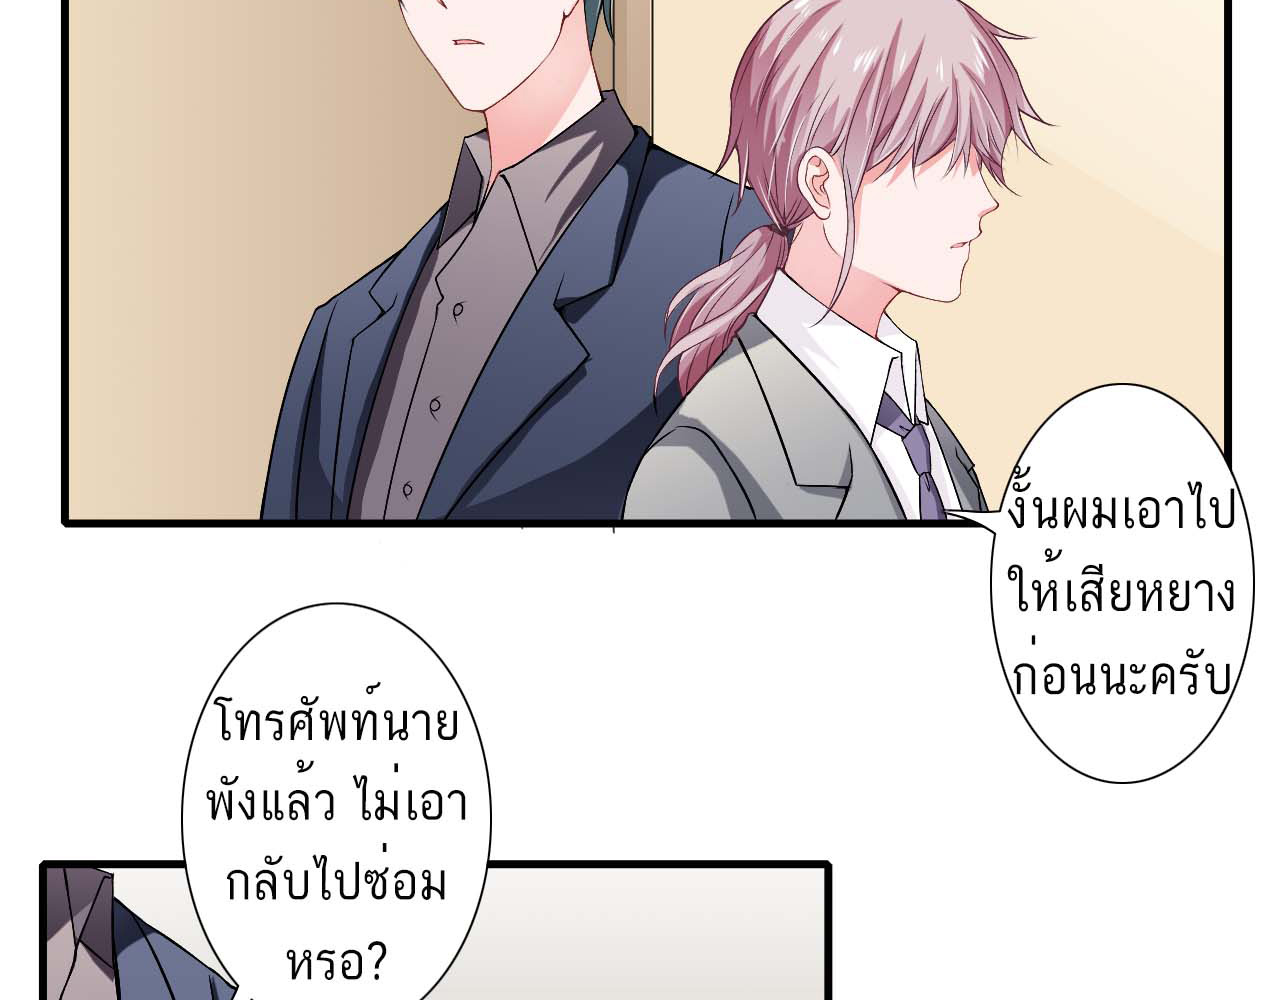 งั้นผมเอาไป
ให้เสียหยาง
ก่อนนะครับ
โทรศัพท์นาย
พังแล้ว ไม่เอา
กลับไปซ่อม
หรอ?